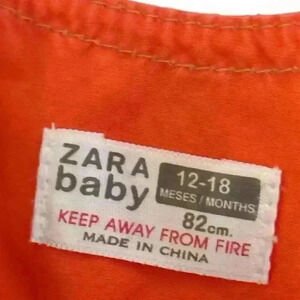 ZARA
baby
12-18
MESES/MONTHS
82cm.
KEEP AWAY FROM FIRE
MADE IN CHINA